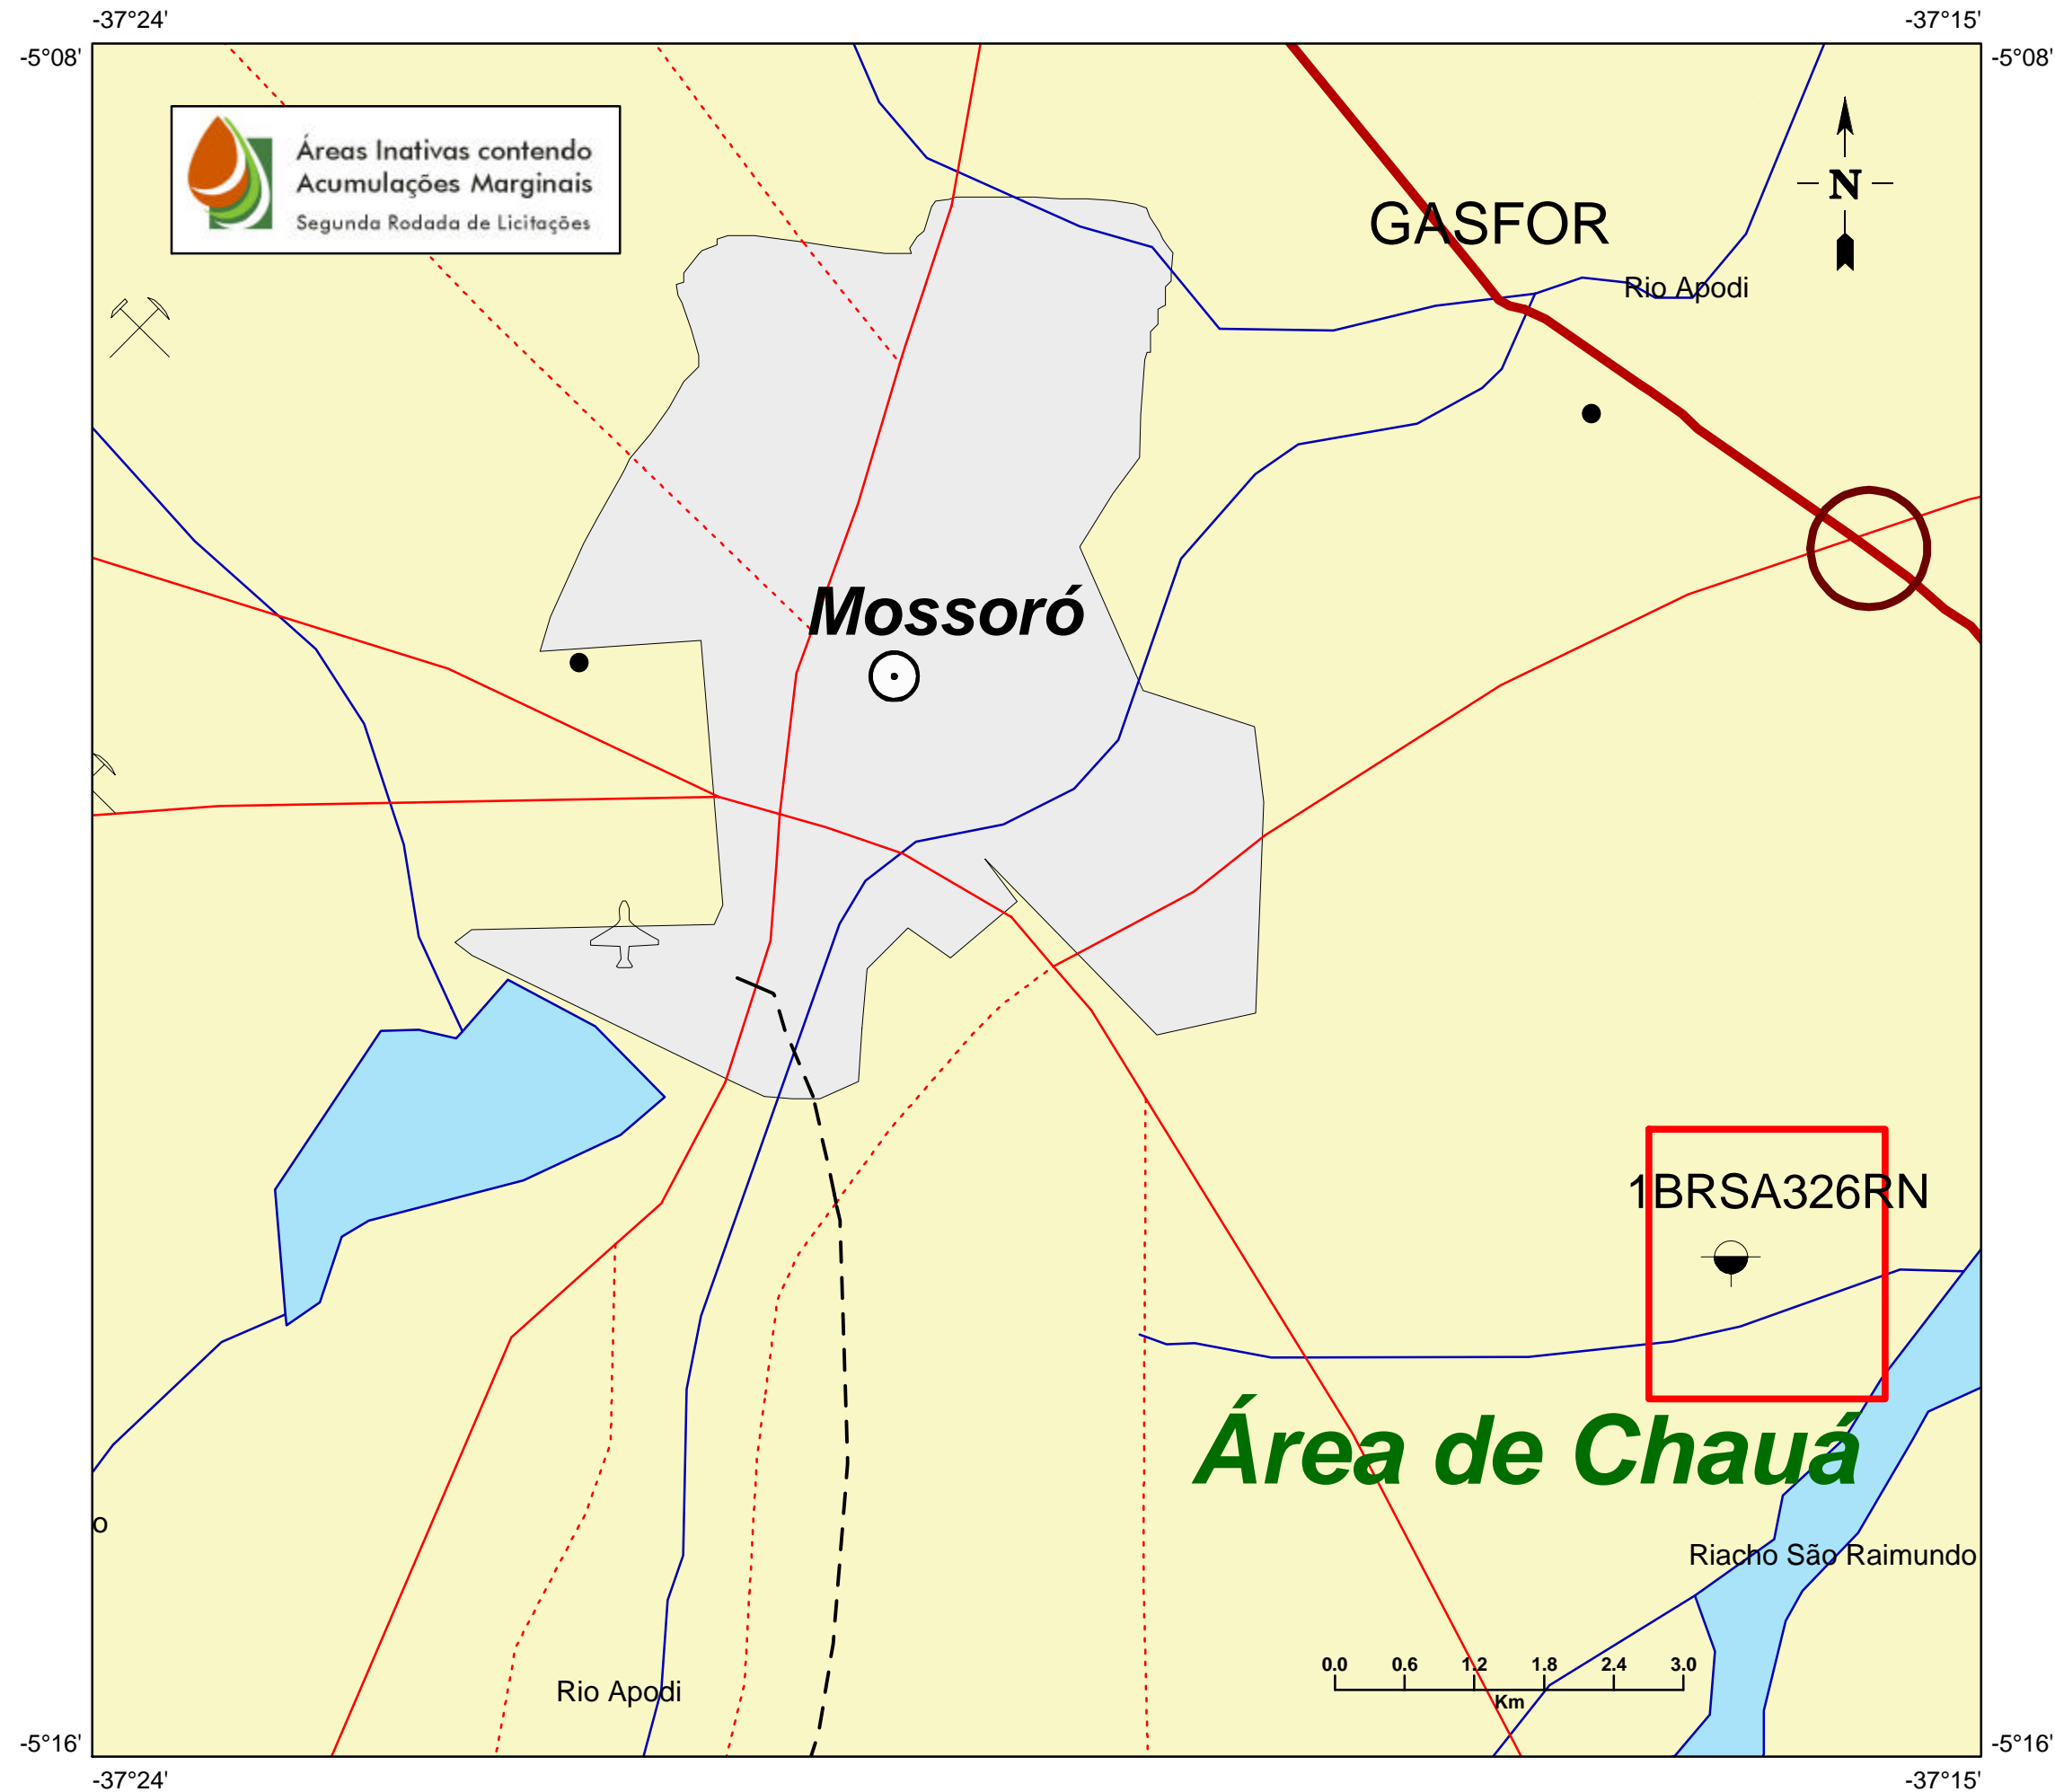 -37°24'
-37°15'
-5°08'
-5°08'
Áreas Inativas contendo
Acumulações Marginais
Segunda Rodada de Licitações
N
GASFOR
Rio Apodi
Mossoró
1BRSA326RN
Área de Chauá
o
Riacho São Raimundo
0.0 0.6 1.2 1.8 2.4 3.0
Km
Rio Apodi
-5°16'
-5°16'
-37°24'
-37°15'